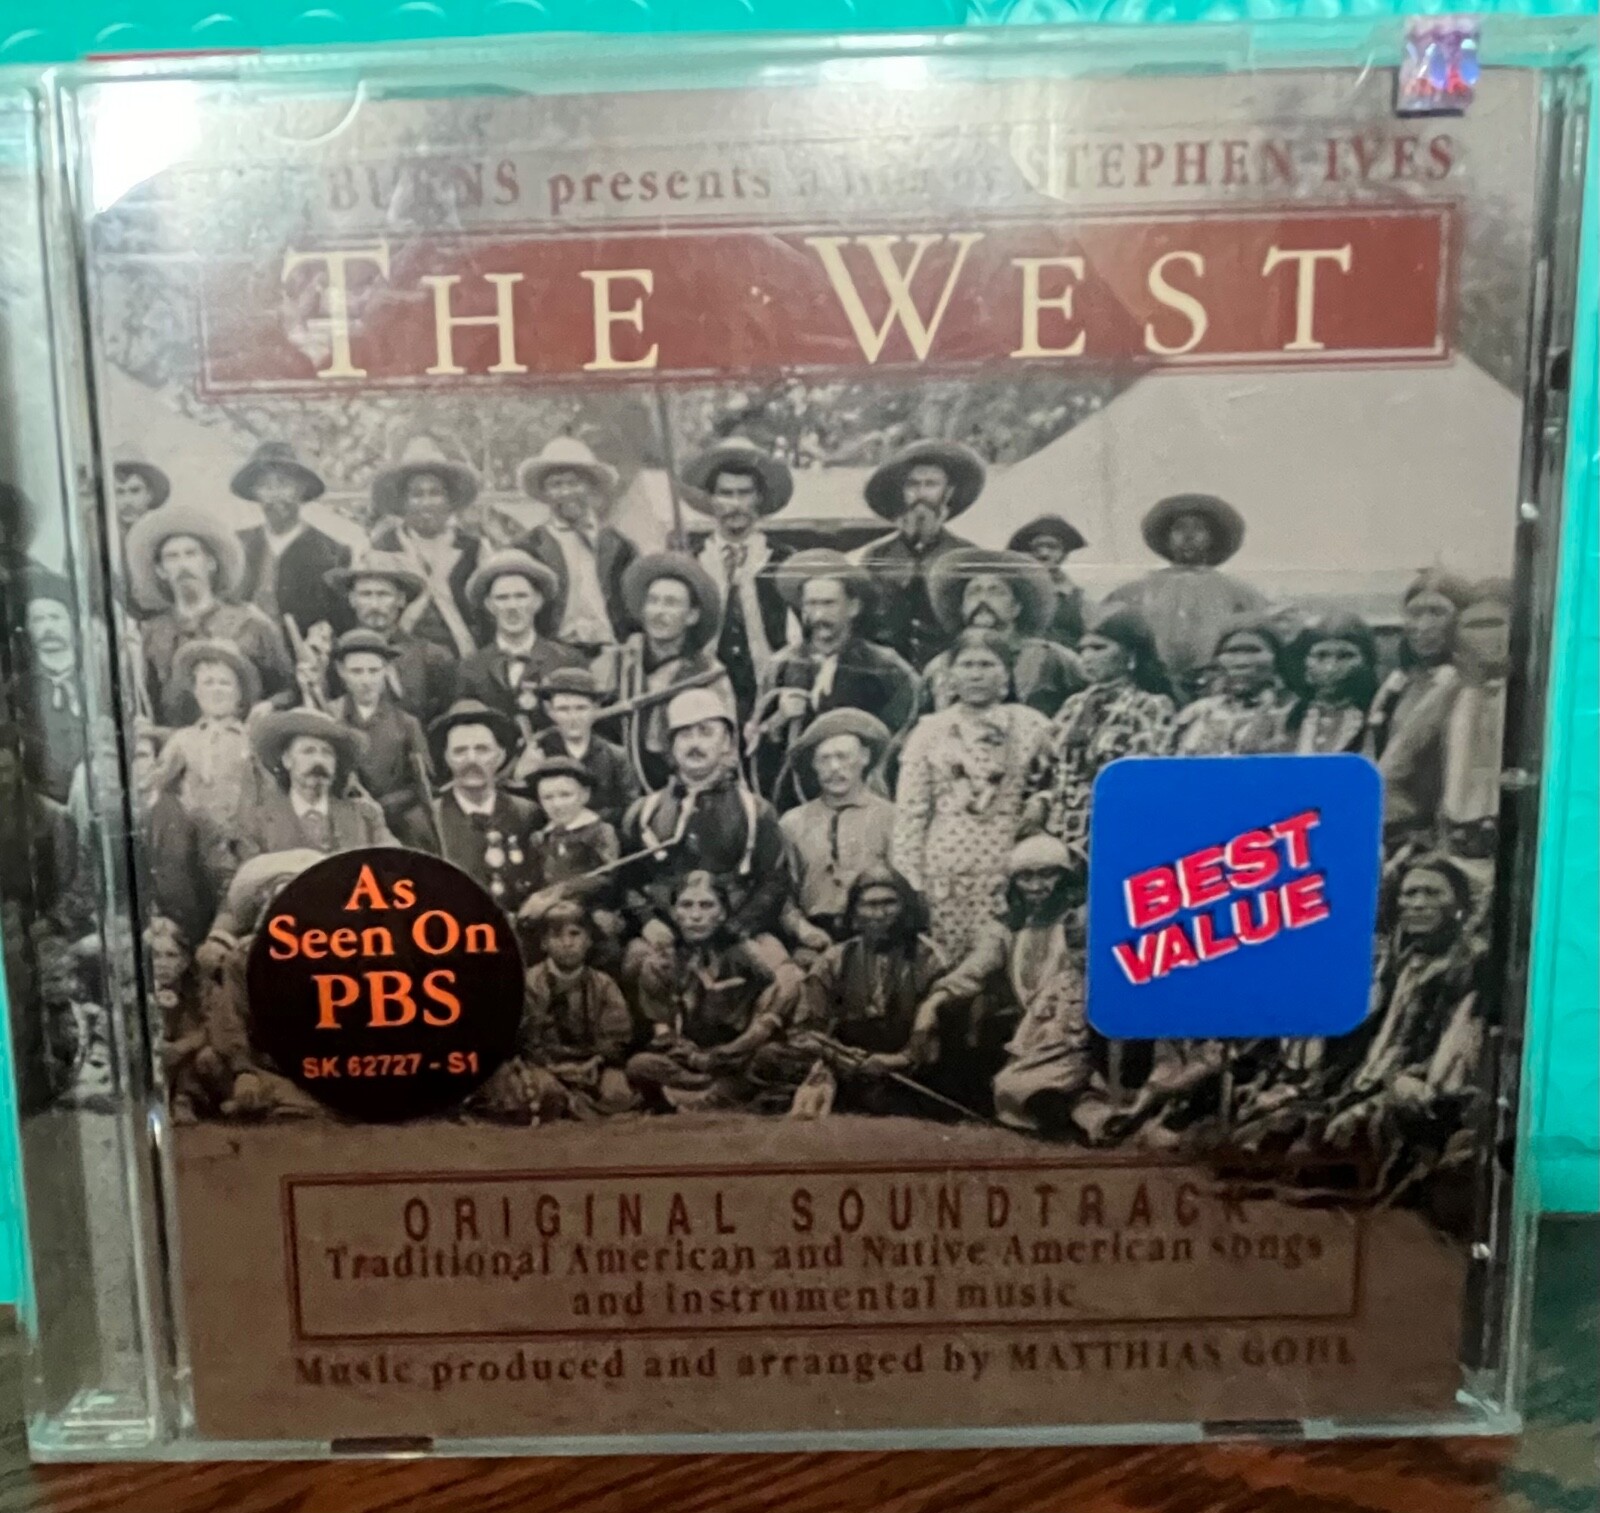 BURNS presents a film by STEPHEN IVES
THE WEST
As
Seen On
PBS
SK 62727 - S1
BEST
VALUE
ORIGINAL SOUNDTRACK
Traditional American and Native American songs
and instrumental music
Music produced and arranged by MATTHIAS GOHL